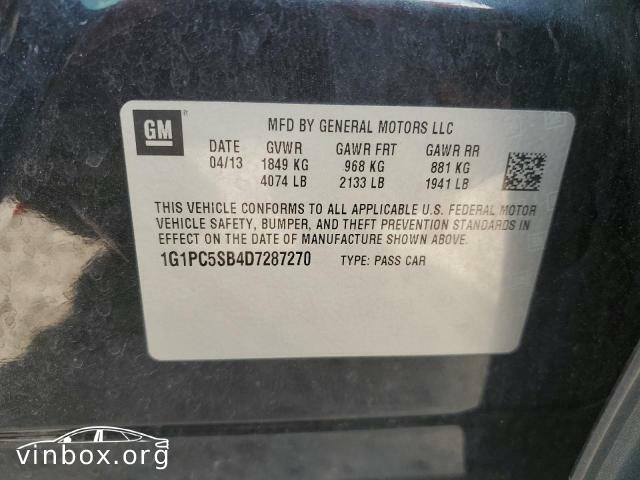 GM
MFD BY GENERAL MOTORS LLC
DATE GVWR GAWR FRT GAWR RR
04/13 1849 KG 968 KG 881 KG
4074 LB 2133 LB 1941 LB
THIS VEHICLE CONFORMS TO ALL APPLICABLE U.S. FEDERAL MOTOR
VEHICLE SAFETY, BUMPER, AND THEFT PREVENTION STANDARDS IN
EFFECT ON THE DATE OF MANUFACTURE SHOWN ABOVE.
1G1PC5SB4D7287270 TYPE: PASS CAR
vinbox.org